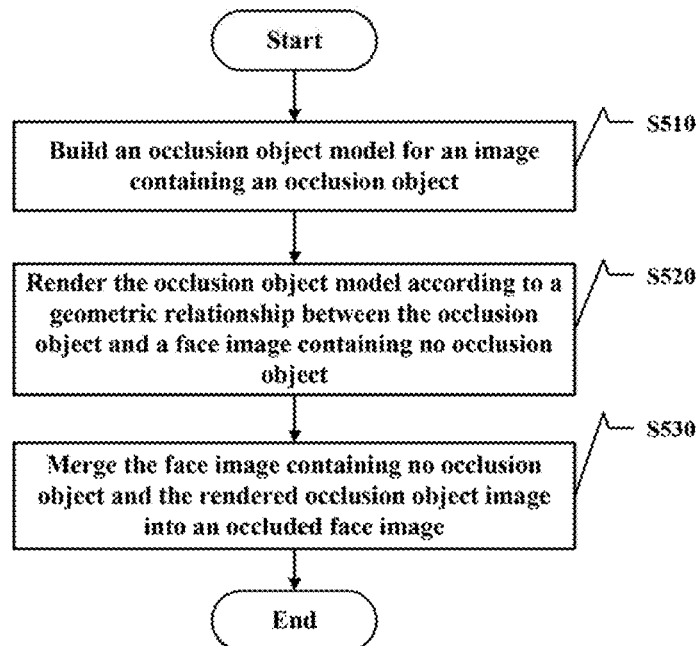 Start
S510
Build an occlusion object model for an image
containing an occlusion object
S520
Render the occlusion object model according to a
geometric relationship between the occlusion
object and a face image containing no occlusion
object
S530
Merge the face image containing no occlusion
object and the rendered occlusion object image
into an occluded face image
End